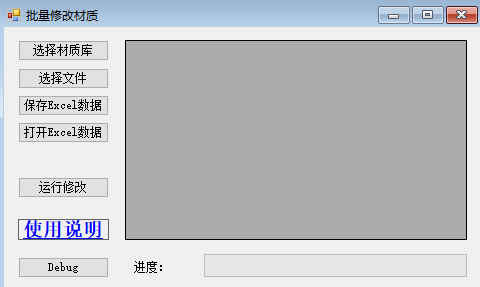 批量修改材质
选择材质库
选择文件
保存Excel数据
打开Excel数据
运行修改
使用说明
Debug
进度：